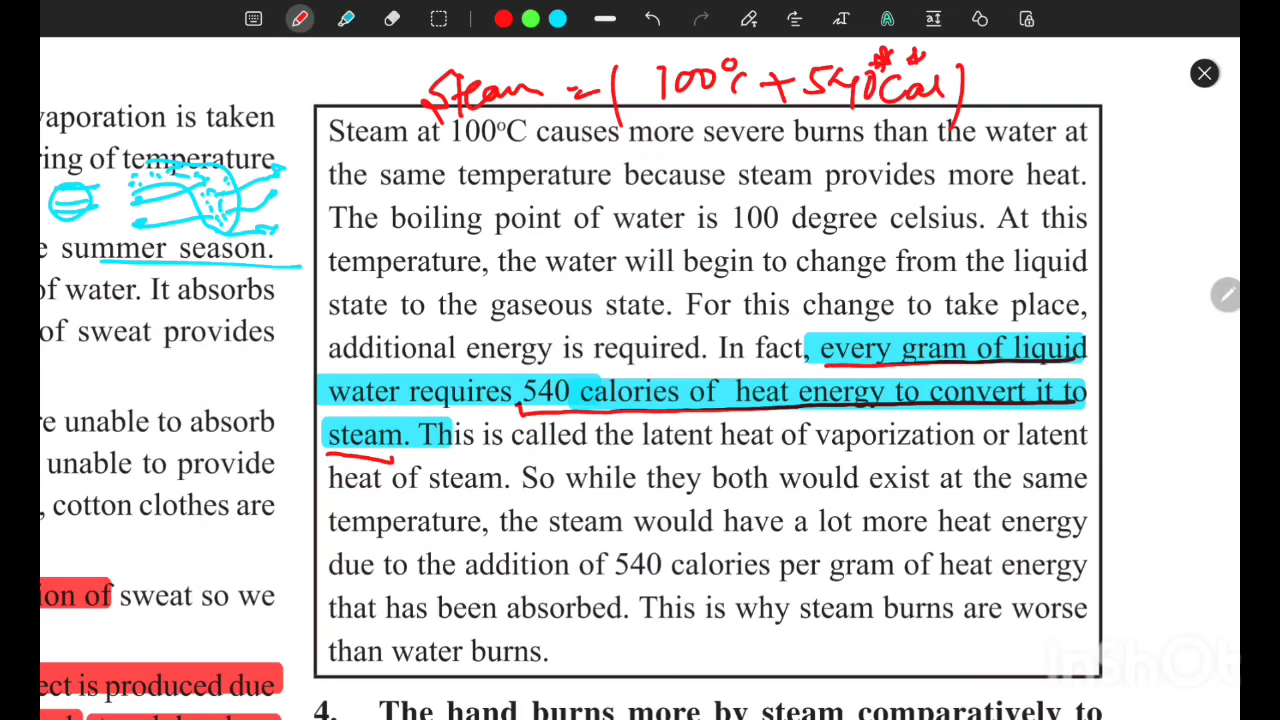 Steam = ( 100°C + 540 Cal )
vaporation is taken
ring of temperature
e summer season.
of water. It absorbs
of sweat provides
re unable to absorb
unable to provide
, cotton clothes are
ion of sweat so we
ect is produced due
Steam at 100°C causes more severe burns than the water at
the same temperature because steam provides more heat.
The boiling point of water is 100 degree celsius. At this
temperature, the water will begin to change from the liquid
state to the gaseous state. For this change to take place,
additional energy is required. In fact, every gram of liquid
water requires 540 calories of heat energy to convert it to
steam. This is called the latent heat of vaporization or latent
heat of steam. So while they both would exist at the same
temperature, the steam would have a lot more heat energy
due to the addition of 540 calories per gram of heat energy
that has been absorbed. This is why steam burns are worse
than water burns.
4. The hand burns more by steam comparatively to
InShOt